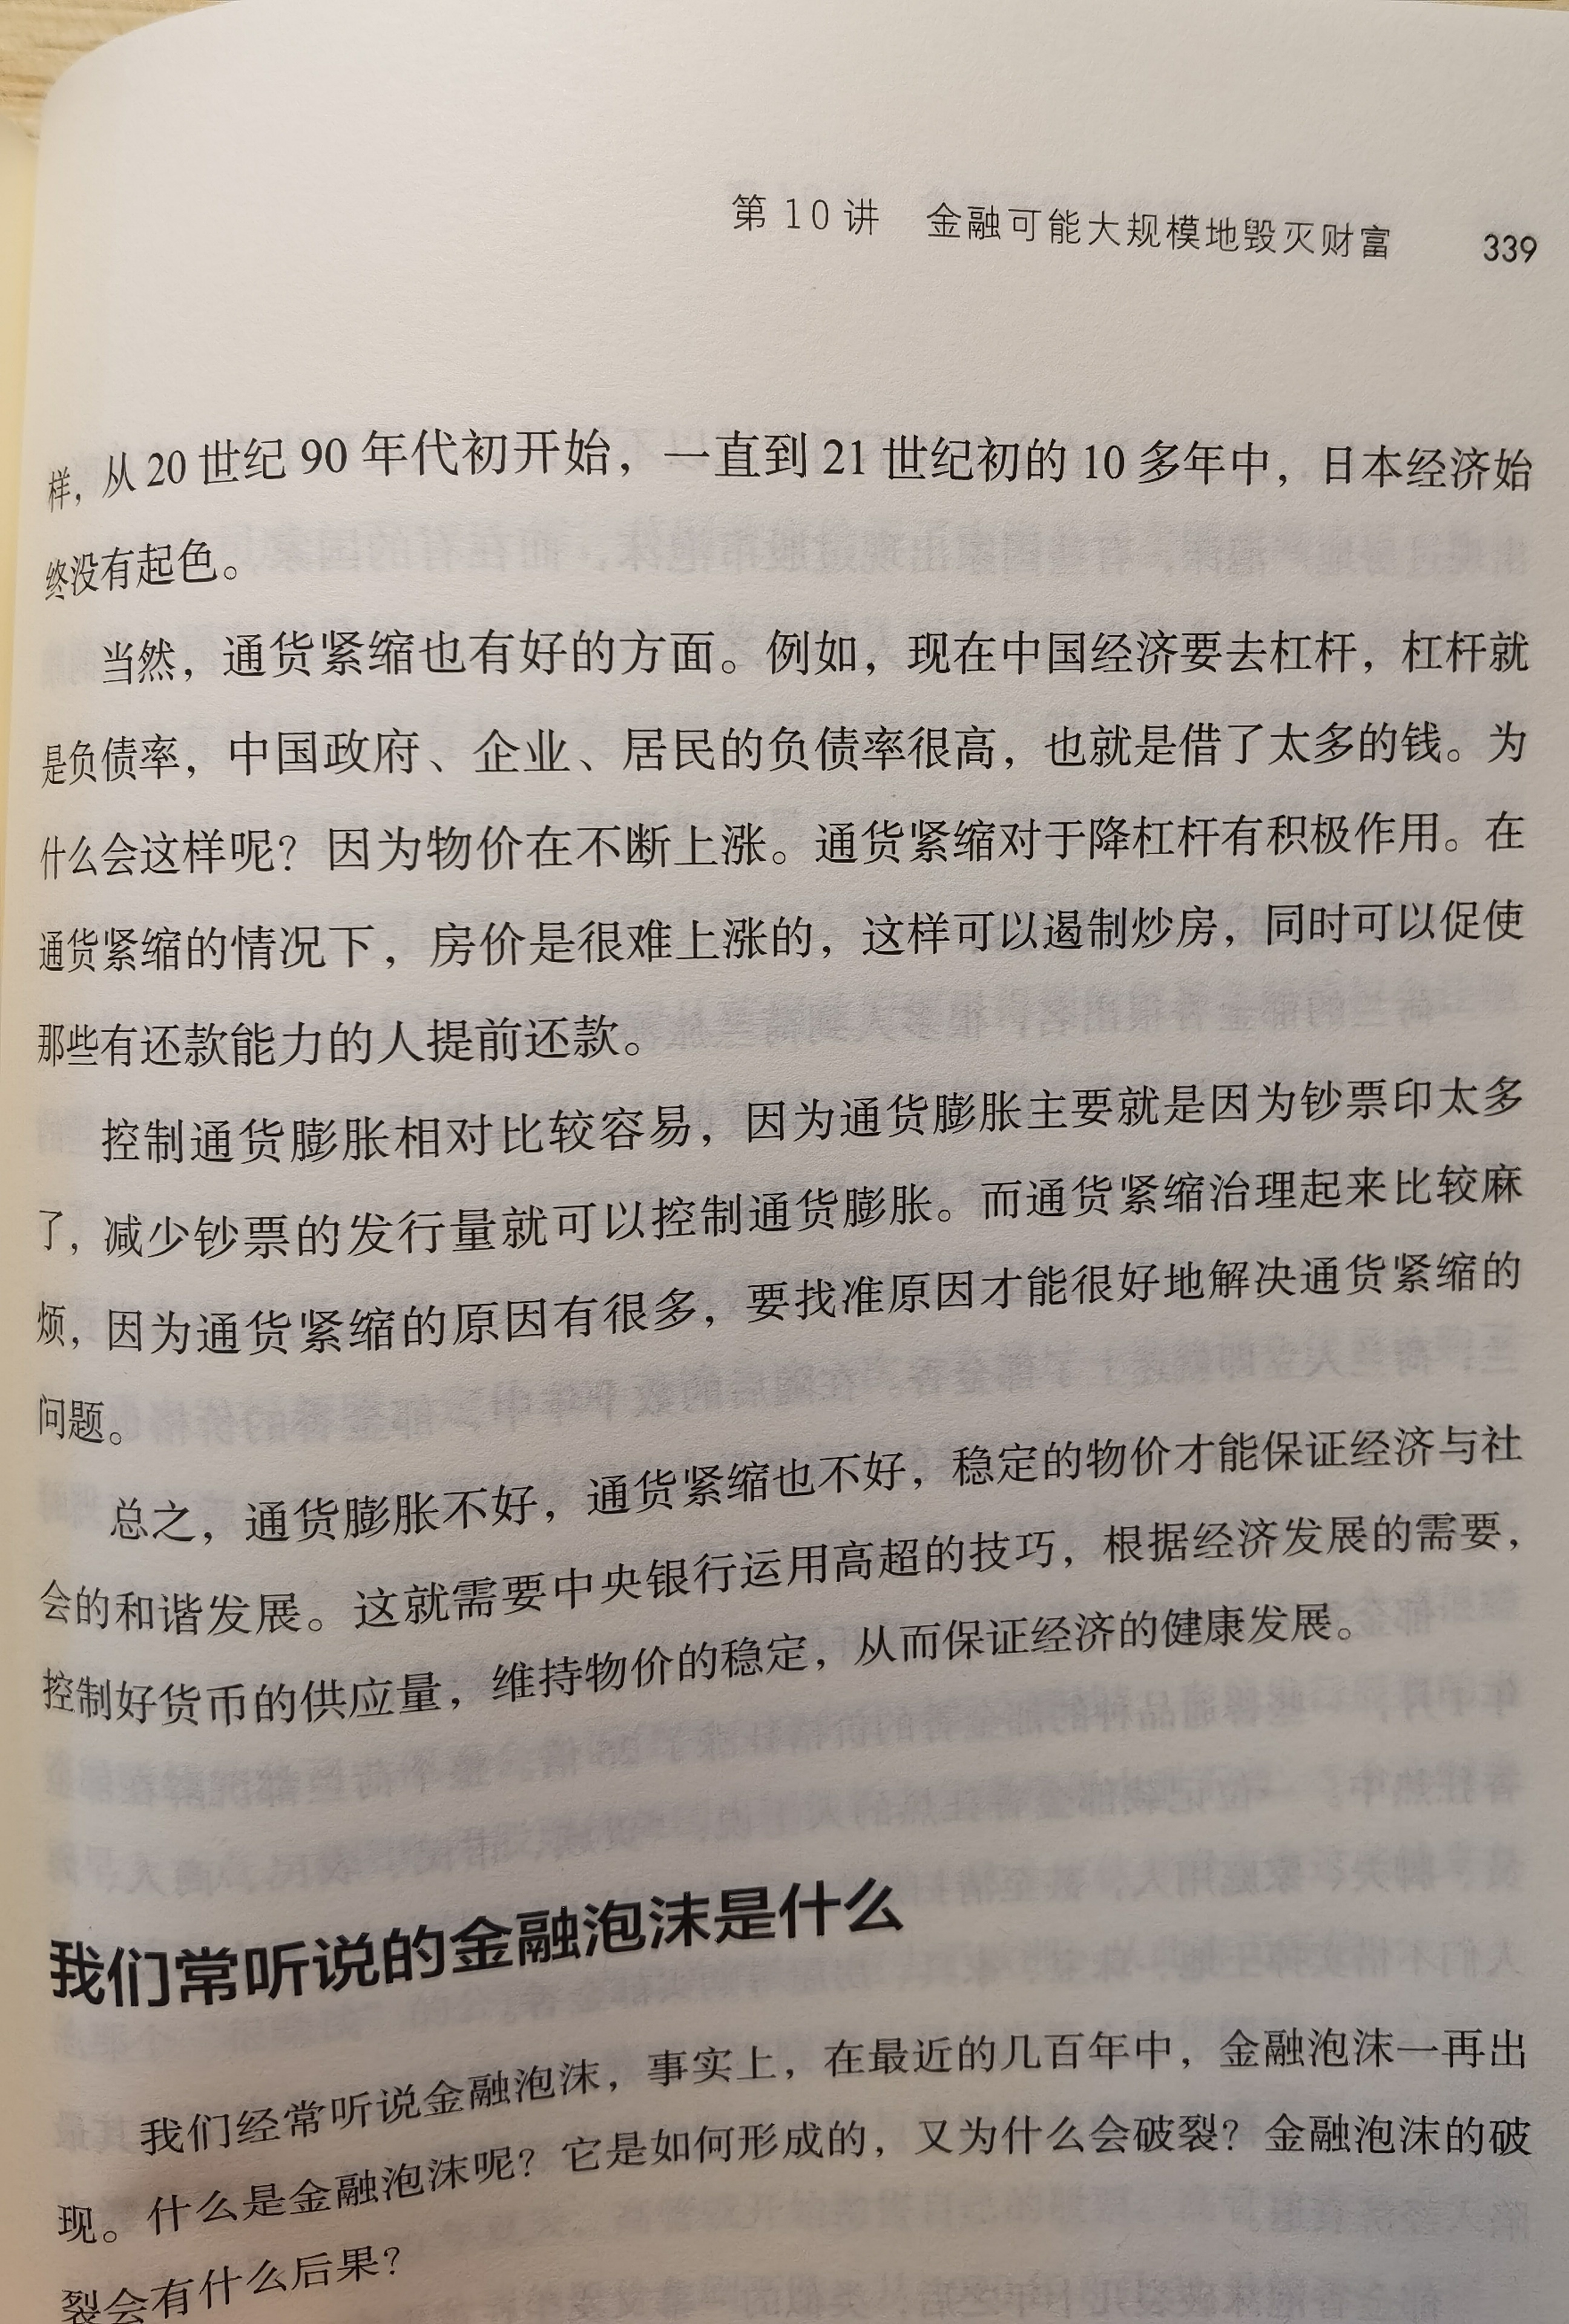 第 10 讲　金融可能大规模地毁灭财富　339
样，从 20 世纪 90 年代初开始，一直到 21 世纪初的 10 多年中，日本经济始
终没有起色。
当然，通货紧缩也有好的方面。例如，现在中国经济要去杠杆，杠杆就
是负债率，中国政府、企业、居民的负债率很高，也就是借了太多的钱。为
什么会这样呢？因为物价在不断上涨。通货紧缩对于降杠杆有积极作用。在
通货紧缩的情况下，房价是很难上涨的，这样可以遏制炒房，同时可以促使
那些有还款能力的人提前还款。
控制通货膨胀相对比较容易，因为通货膨胀主要就是因为钞票印太多
了，减少钞票的发行量就可以控制通货膨胀。而通货紧缩治理起来比较麻
烦，因为通货紧缩的原因有很多，要找准原因才能很好地解决通货紧缩的
问题。
总之，通货膨胀不好，通货紧缩也不好，稳定的物价才能保证经济与社
会的和谐发展。这就需要中央银行运用高超的技巧，根据经济发展的需要，
控制好货币的供应量，维持物价的稳定，从而保证经济的健康发展。
我们常听说的金融泡沫是什么
我们经常听说金融泡沫，事实上，在最近的几百年中，金融泡沫一再出
现。什么是金融泡沫呢？它是如何形成的，又为什么会破裂？金融泡沫的破
裂会有什么后果？